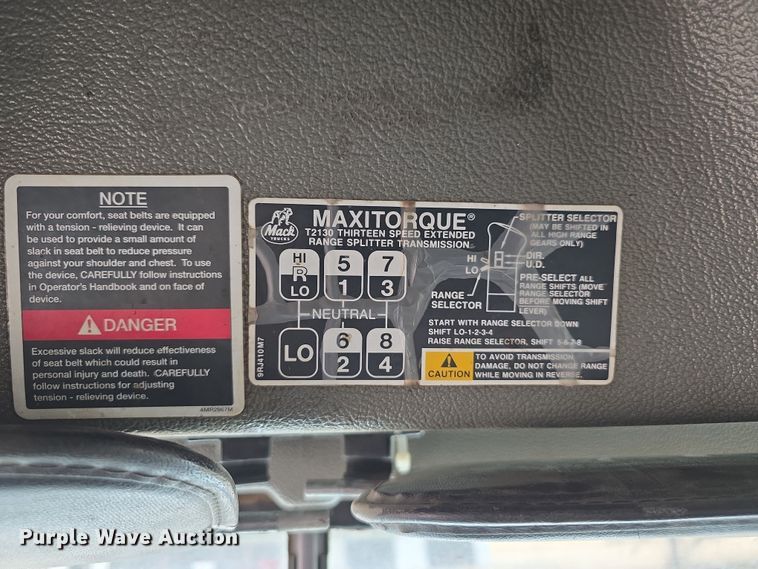 NOTE
For your comfort, seat belts are equipped
with a tension - relieving device. It can
be used to provide a small amount of
slack in seat belt to reduce pressure
against your shoulder and chest. To use
the device, CAREFULLY follow instructions
in Operator's Handbook and on face of
device.
DANGER
Excessive slack will reduce effectiveness
of seat belt which could result in
personal injury and death. CAREFULLY
follow instructions for adjusting
tension - relieving device.
4MR2967M
Mack
TRUCKS
MAXITORQUE®
T2130 THIRTEEN SPEED EXTENDED
RANGE SPLITTER TRANSMISSION
HI
R
LO
5
1
7
3
NEUTRAL
LO
6
2
8
4
9RJ410M7
SPLITTER SELECTOR
(MAY BE SHIFTED IN
ALL HIGH RANGE
GEARS ONLY)
HI
LO
DIR.
U.D.
RANGE
SELECTOR
PRE-SELECT ALL
RANGE SHIFTS (MOVE
RANGE SELECTOR
BEFORE MOVING SHIFT
LEVER)
START WITH RANGE SELECTOR DOWN
SHIFT LO-1-2-3-4
RAISE RANGE SELECTOR, SHIFT 5-6-7-8
CAUTION
TO AVOID TRANSMISSION
DAMAGE, DO NOT CHANGE RANGE
WHILE MOVING IN REVERSE.
Purple Wave Auction